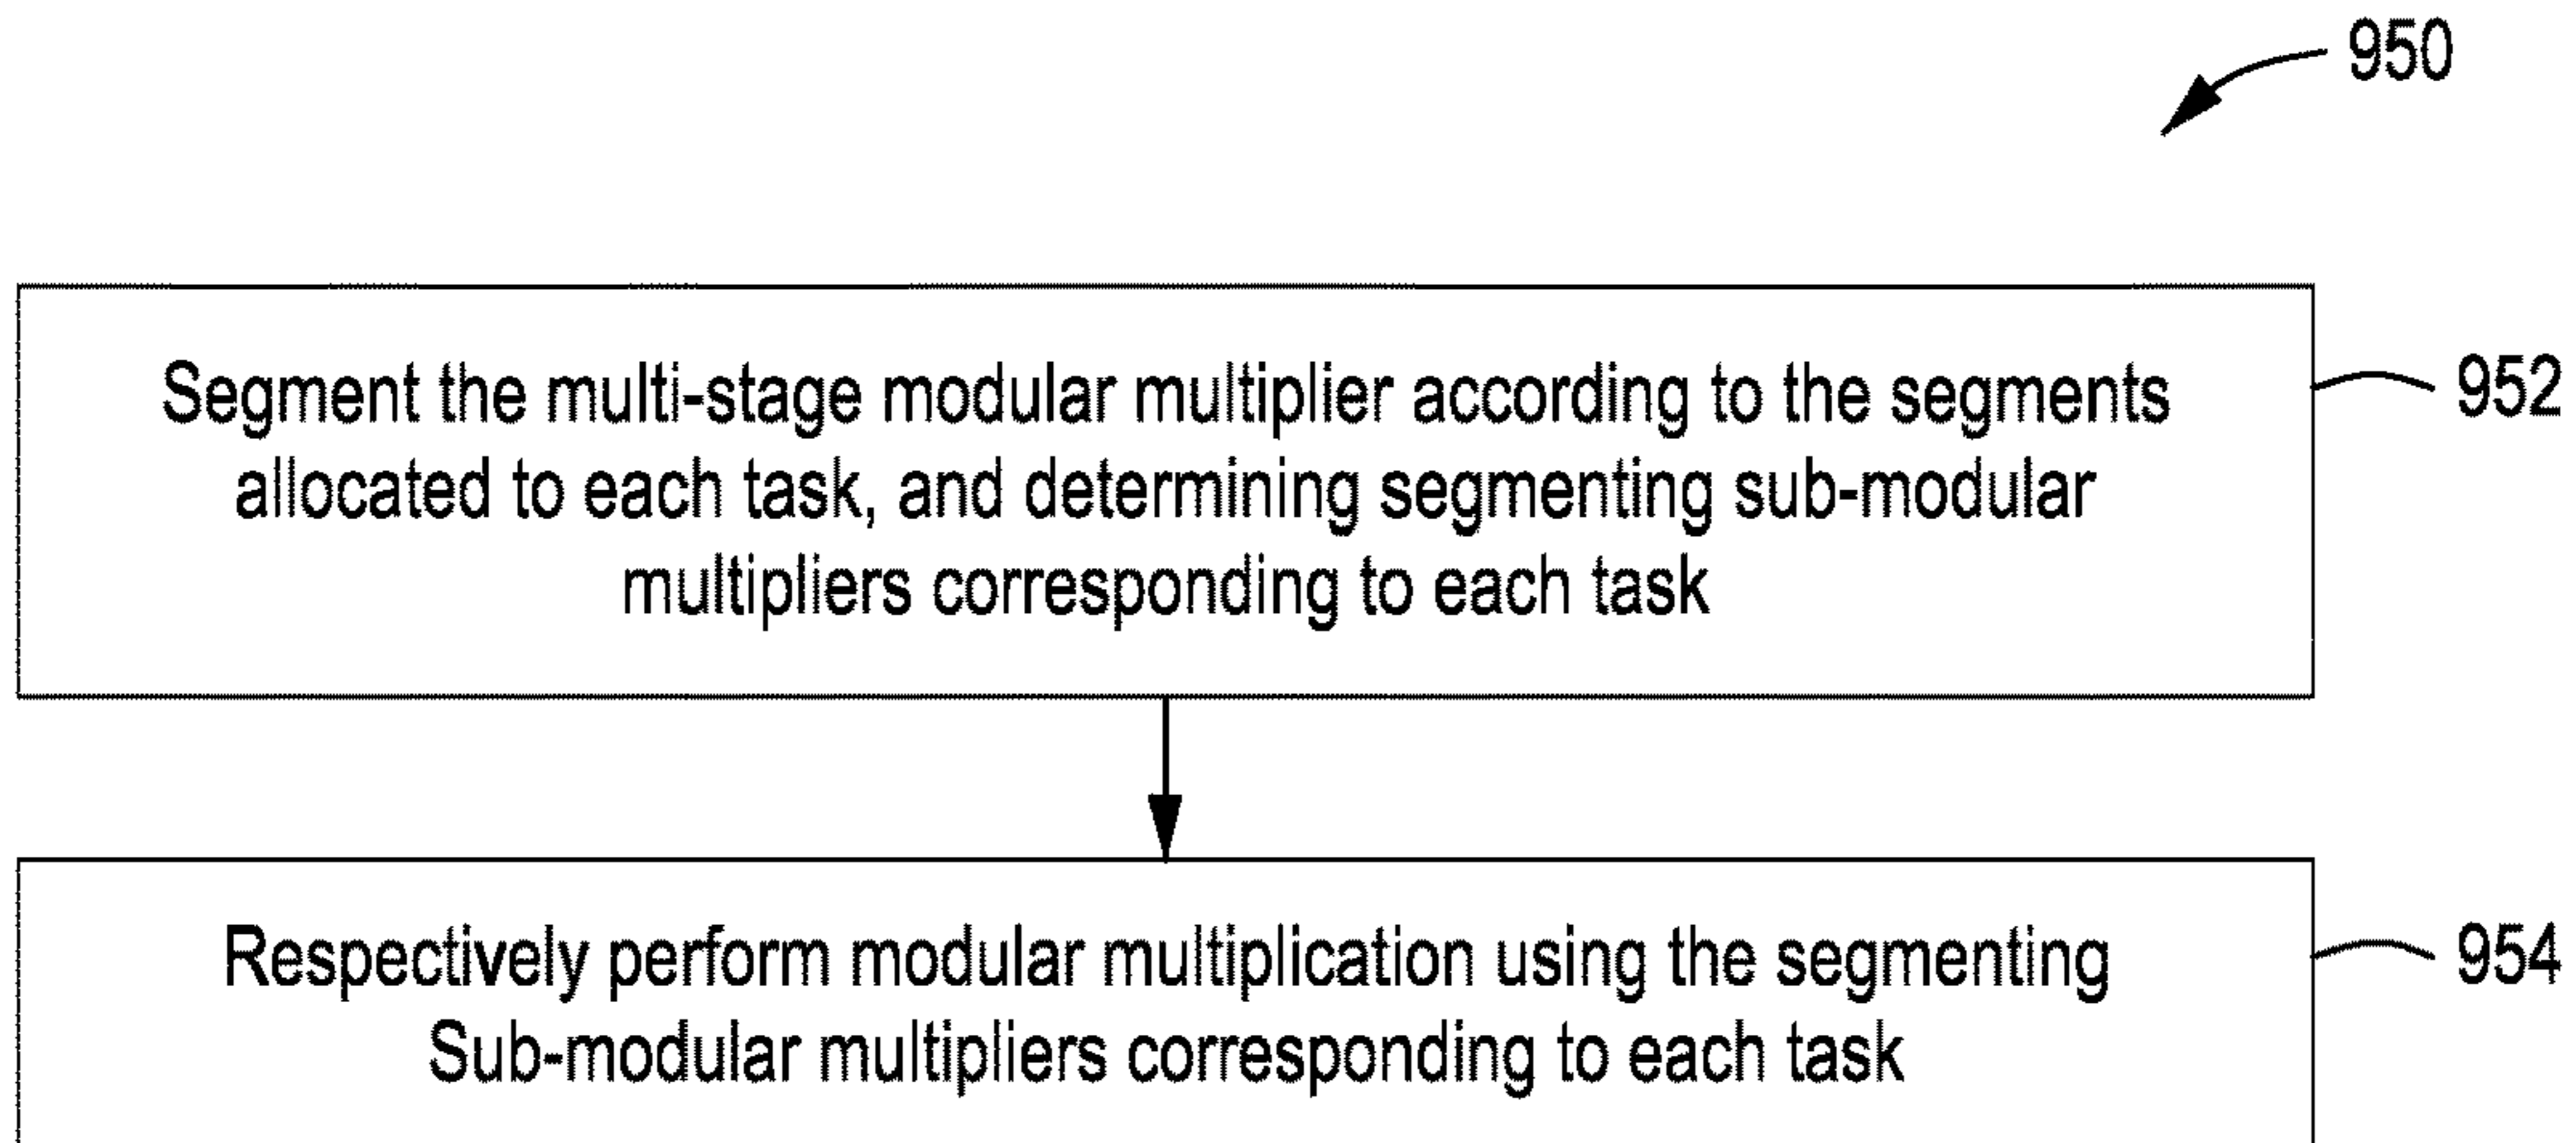 950
Segment the multi-stage modular multiplier according to the segments
allocated to each task, and determining segmenting sub-modular
multipliers corresponding to each task
952
Respectively perform modular multiplication using the segmenting
Sub-modular multipliers corresponding to each task
954